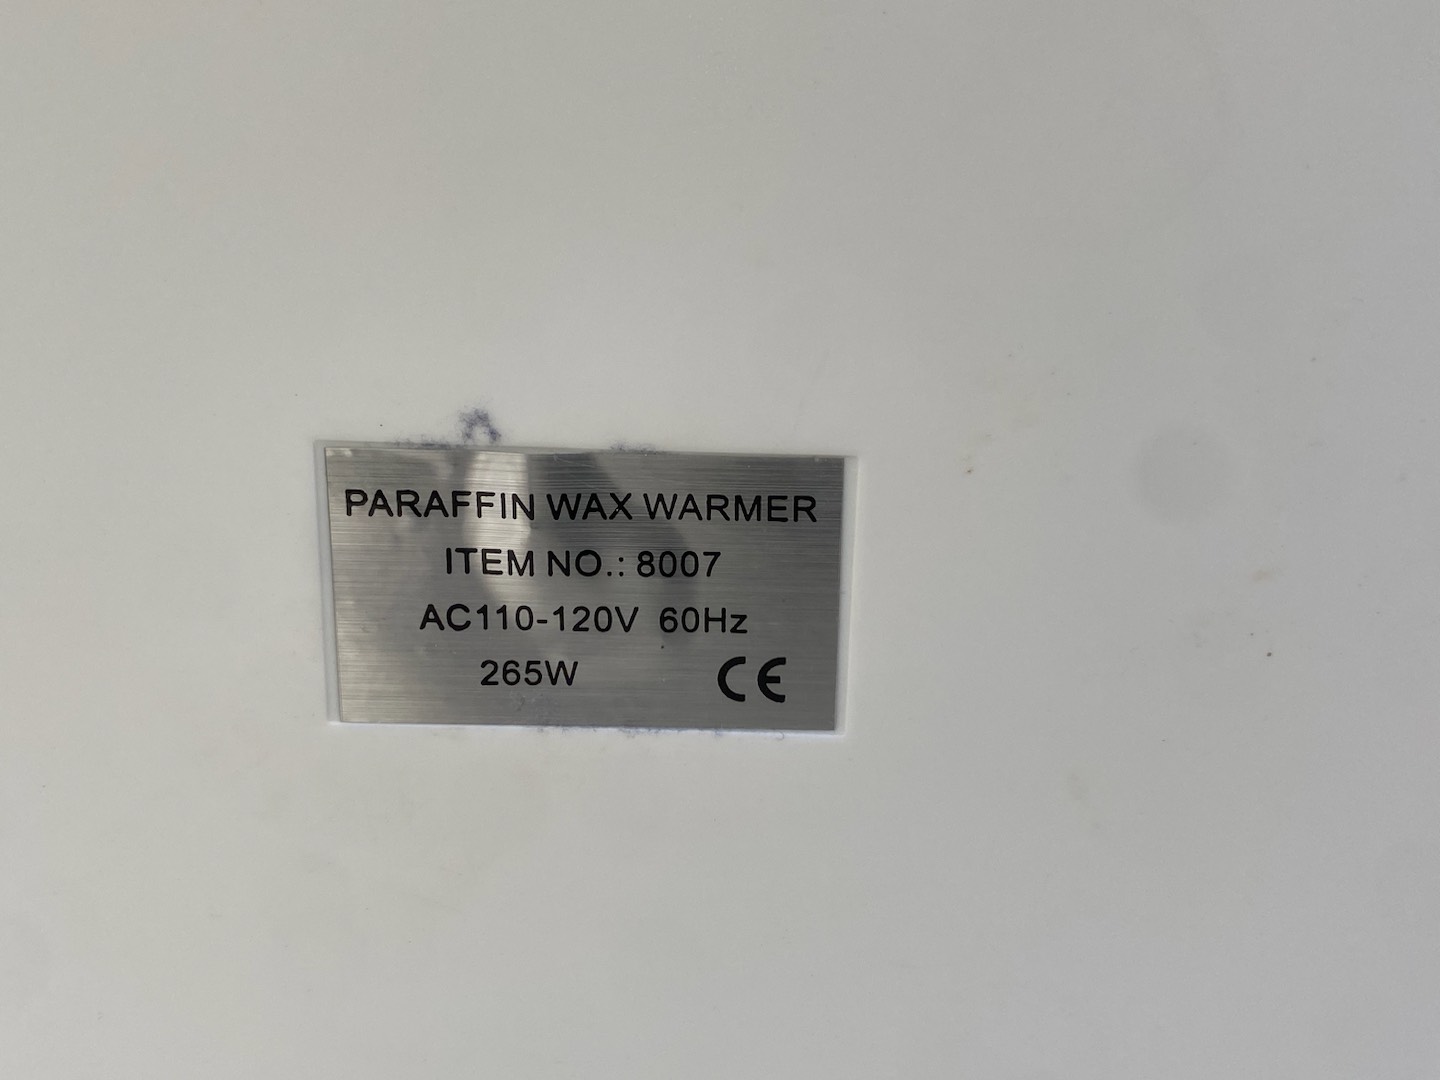 PARAFFIN WAX WARMER
ITEM NO.: 8007
AC110-120V 60Hz
265W CE